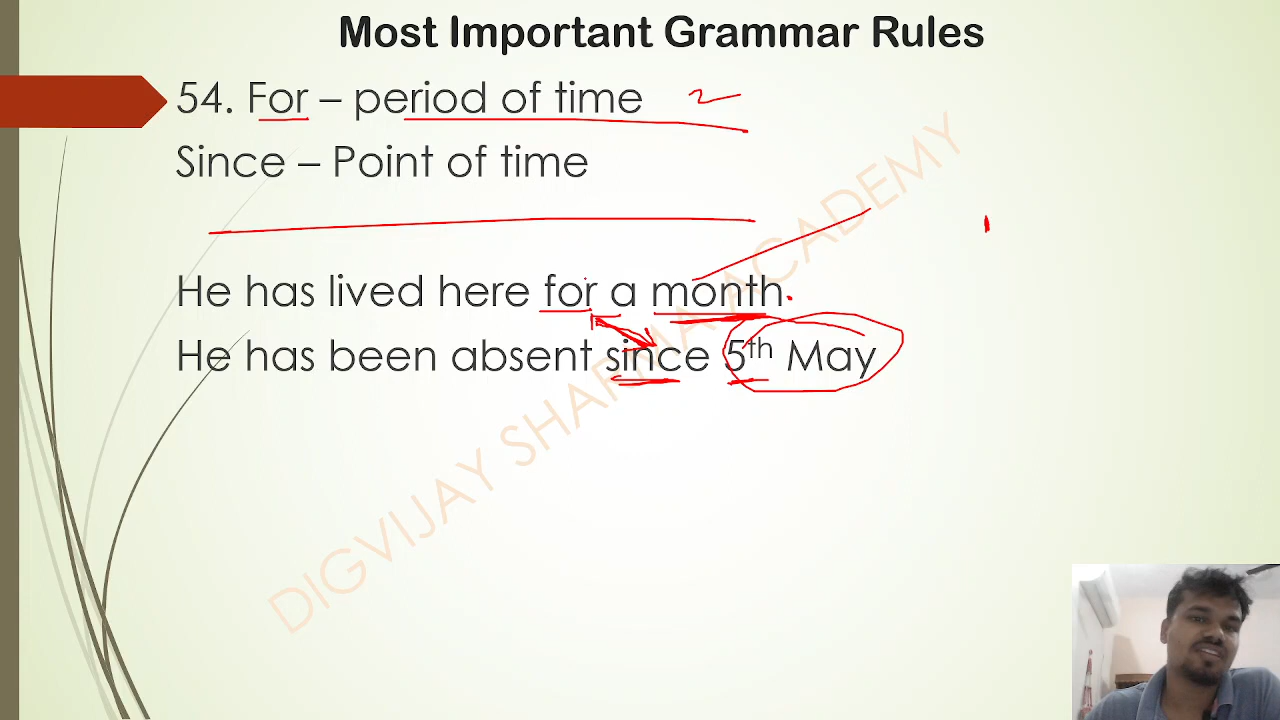 Most Important Grammar Rules
54. For – period of time
Since – Point of time
He has lived here for a month.
He has been absent since 5th May
DIGVIJAY SHARMA ACADEMY